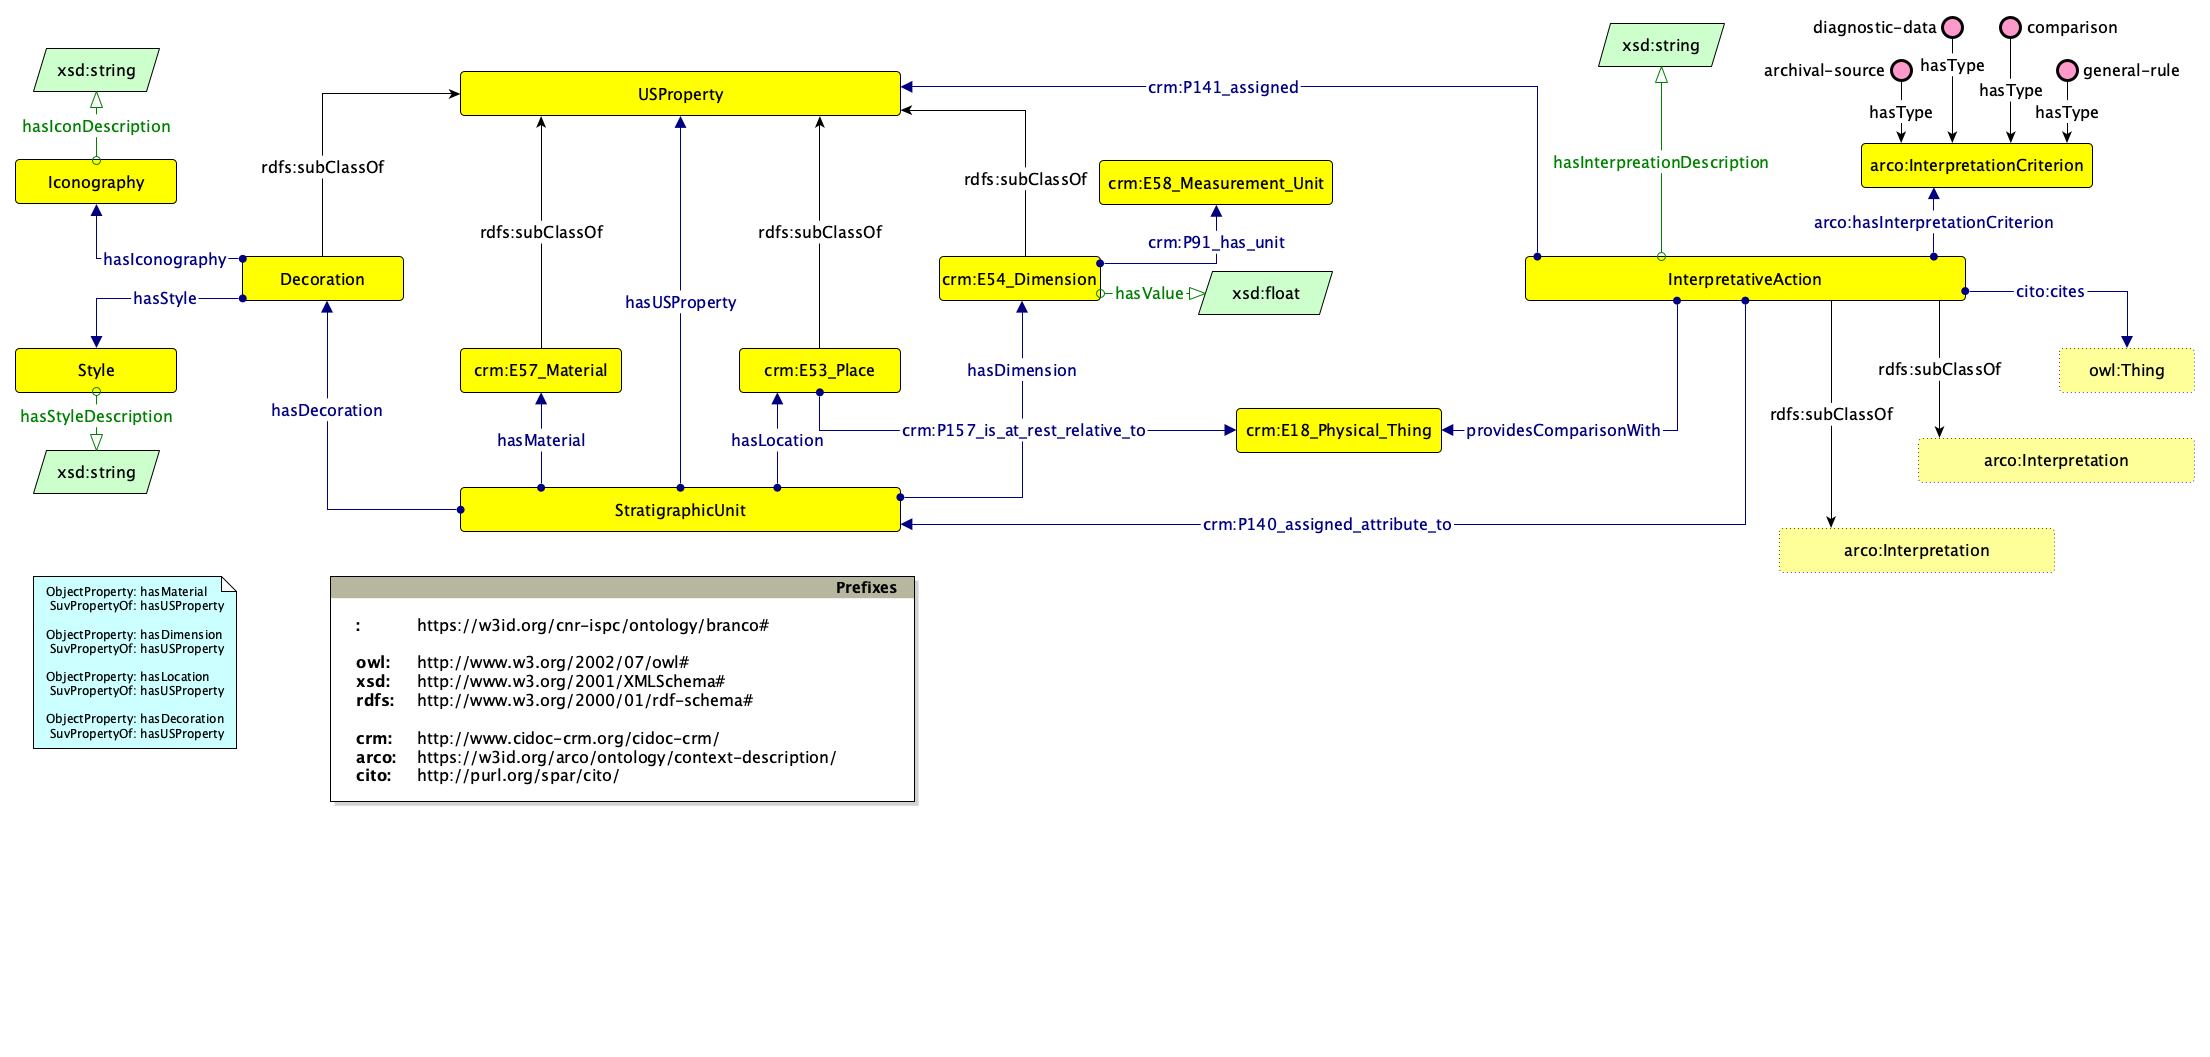 diagnostic-data
comparison
xsd:string
xsd:string
archival-source
hasType
general-rule
crm:P141_assigned
USProperty
hasType
hasType
hasType
hasIconDescription
rdfs:subClassOf
hasInterpreationDescription
arco:InterpretationCriterion
Iconography
rdfs:subClassOf
crm:E58_Measurement_Unit
arco:hasInterpretationCriterion
rdfs:subClassOf
rdfs:subClassOf
crm:P91_has_unit
hasIconography
Decoration
crm:E54_Dimension
InterpretativeAction
hasStyle
hasUSProperty
hasValue
xsd:float
cito:cites
Style
crm:E57_Material
crm:E53_Place
hasDimension
rdfs:subClassOf
owl:Thing
hasStyleDescription
hasDecoration
rdfs:subClassOf
hasMaterial
hasLocation
crm:P157_is_at_rest_relative_to
crm:E18_Physical_Thing
providesComparisonWith
xsd:string
arco:Interpretation
StratigraphicUnit
crm:P140_assigned_attribute_to
arco:Interpretation
ObjectProperty: hasMaterial
SuvPropertyOf: hasUSProperty
ObjectProperty: hasDimension
SuvPropertyOf: hasUSProperty
ObjectProperty: hasLocation
SuvPropertyOf: hasUSProperty
ObjectProperty: hasDecoration
SuvPropertyOf: hasUSProperty
Prefixes
: https://w3id.org/cnr-ispc/ontology/branco#
owl: http://www.w3.org/2002/07/owl#
xsd: http://www.w3.org/2001/XMLSchema#
rdfs: http://www.w3.org/2000/01/rdf-schema#
crm: http://www.cidoc-crm.org/cidoc-crm/
arco: https://w3id.org/arco/ontology/context-description/
cito: http://purl.org/spar/cito/